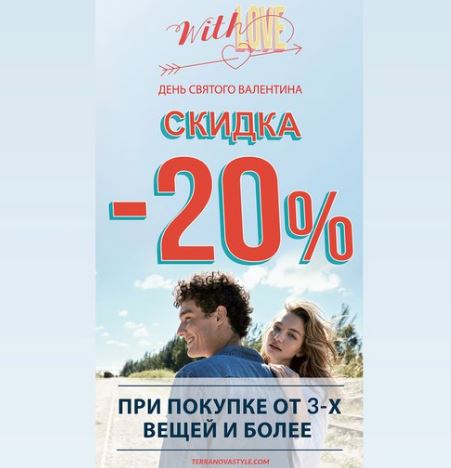 With LOVE
ДЕНЬ СВЯТОГО ВАЛЕНТИНА
СКИДКА
-20%
ПРИ ПОКУПКЕ ОТ 3-Х
ВЕЩЕЙ И БОЛЕЕ
TERRANOVASTYLE.COM